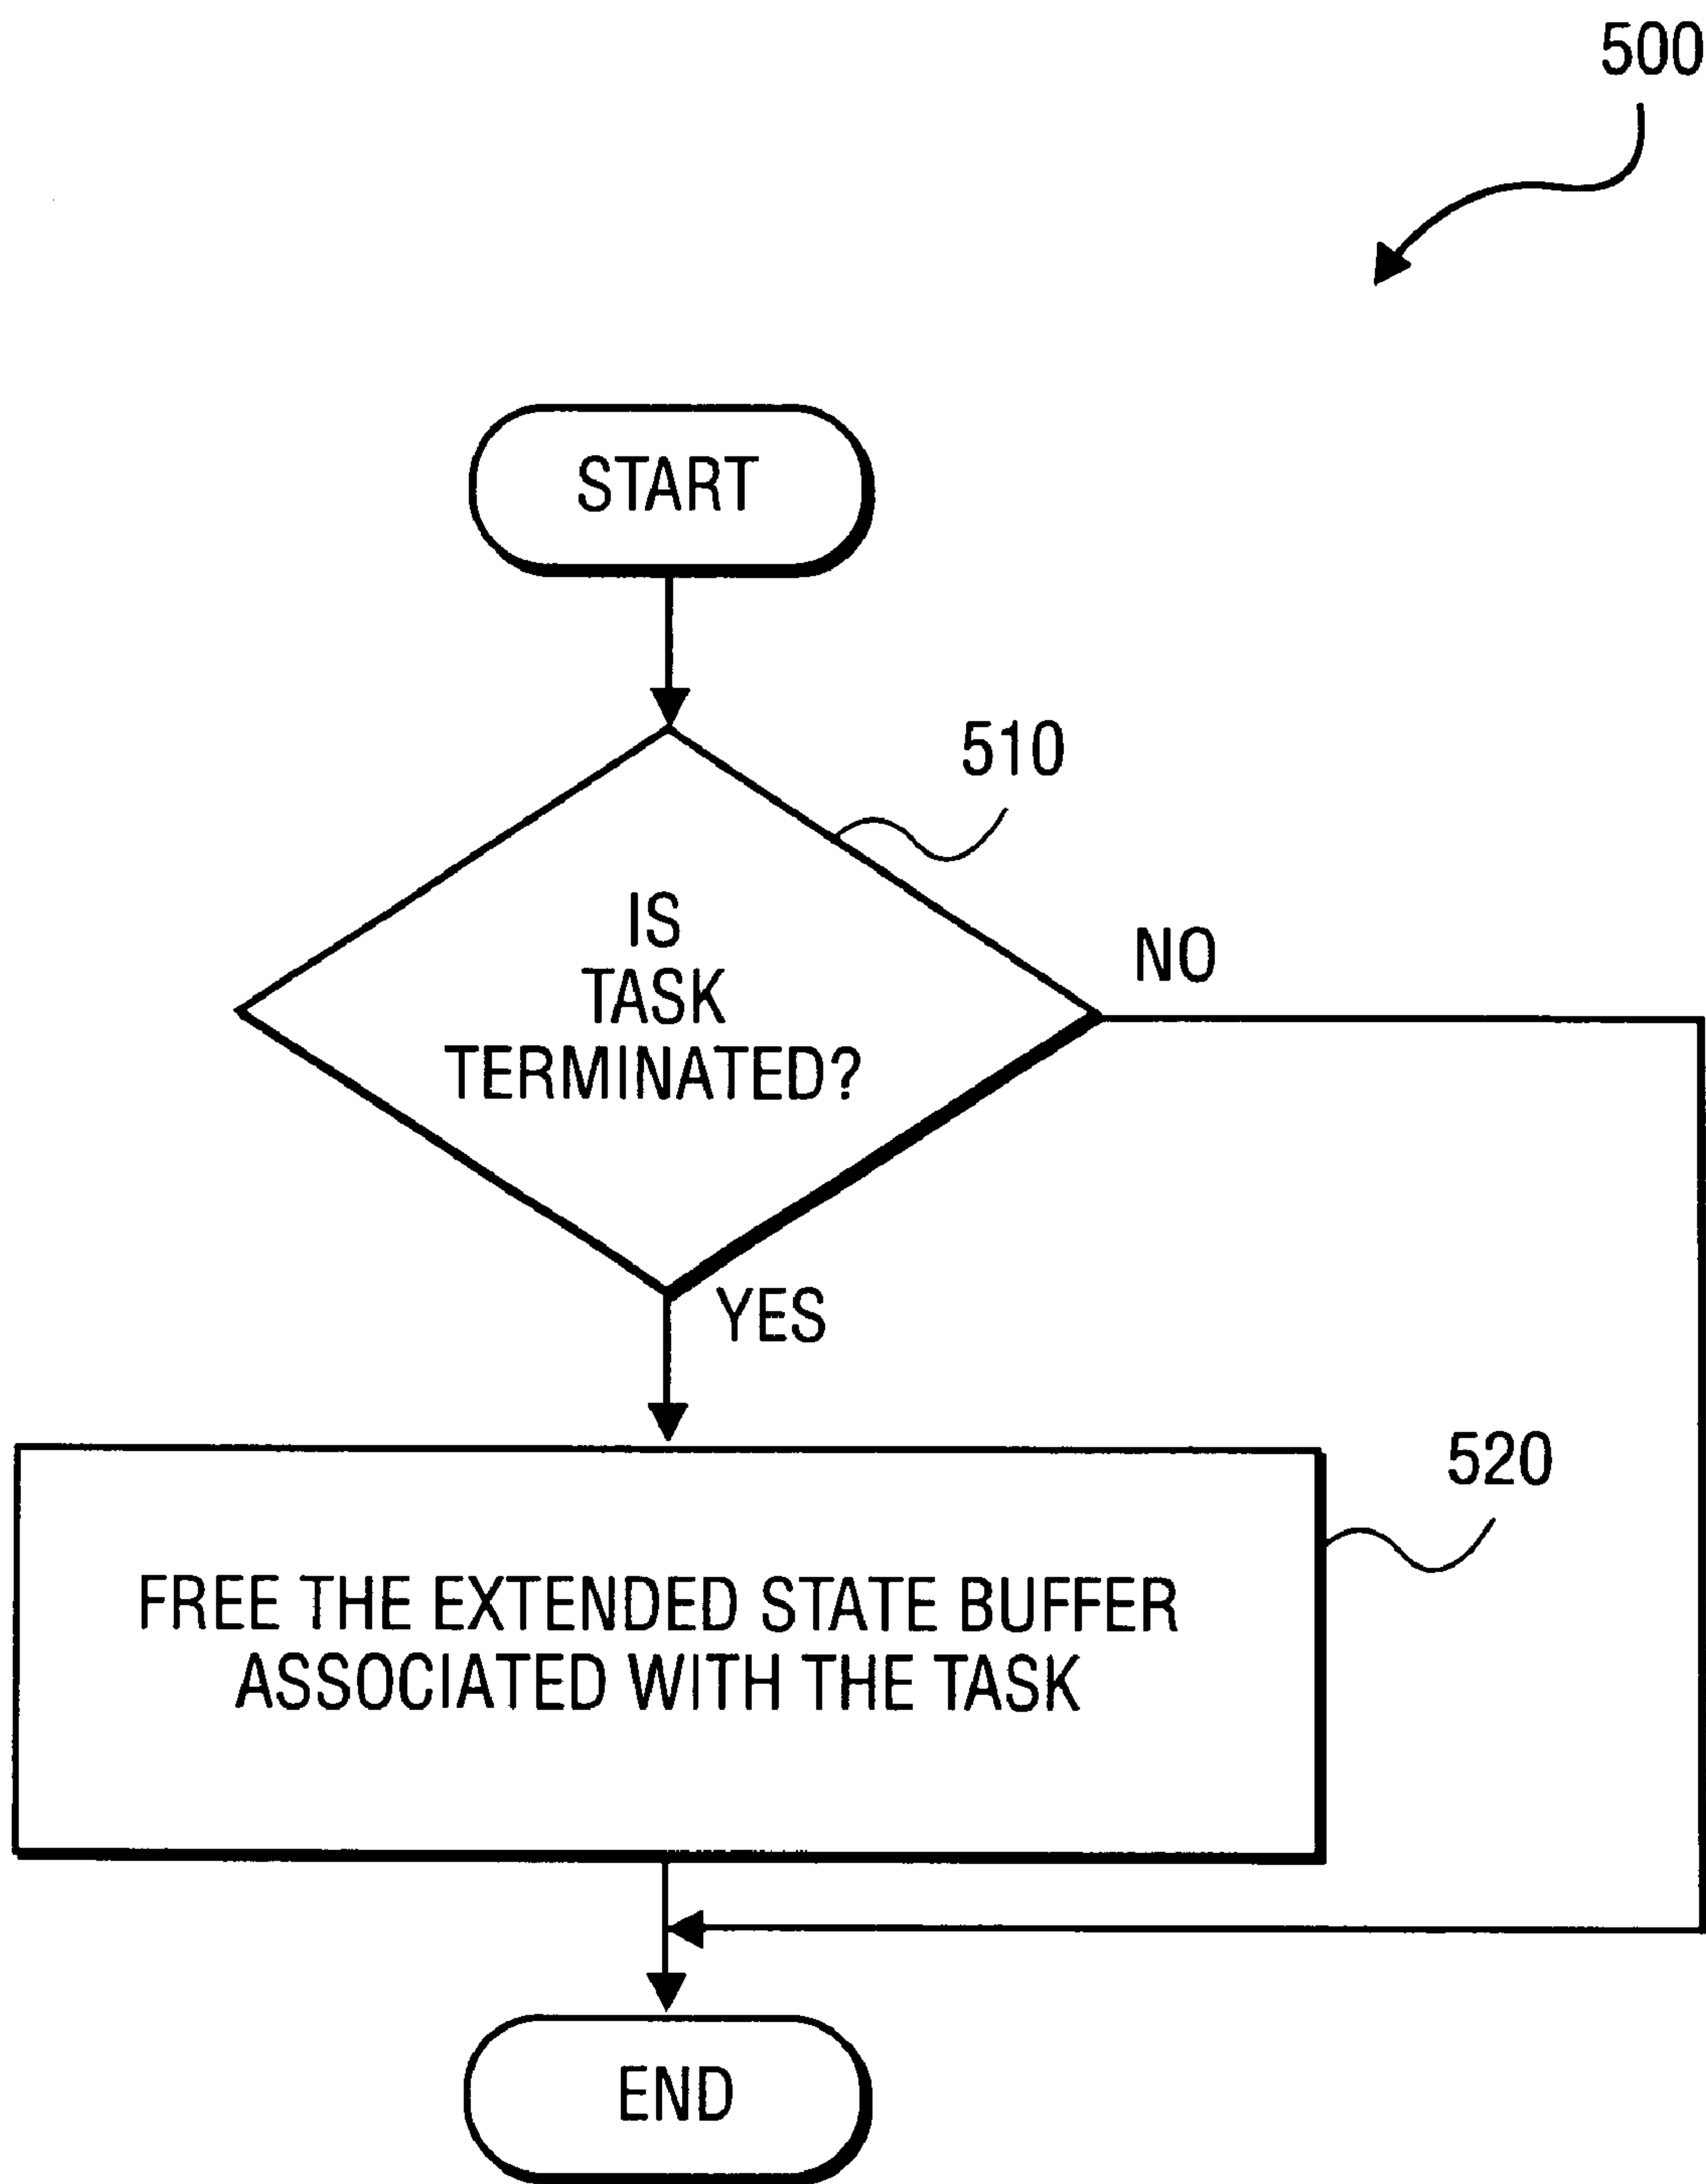 500
START
510
IS
TASK
TERMINATED?
NO
YES
520
FREE THE EXTENDED STATE BUFFER
ASSOCIATED WITH THE TASK
END